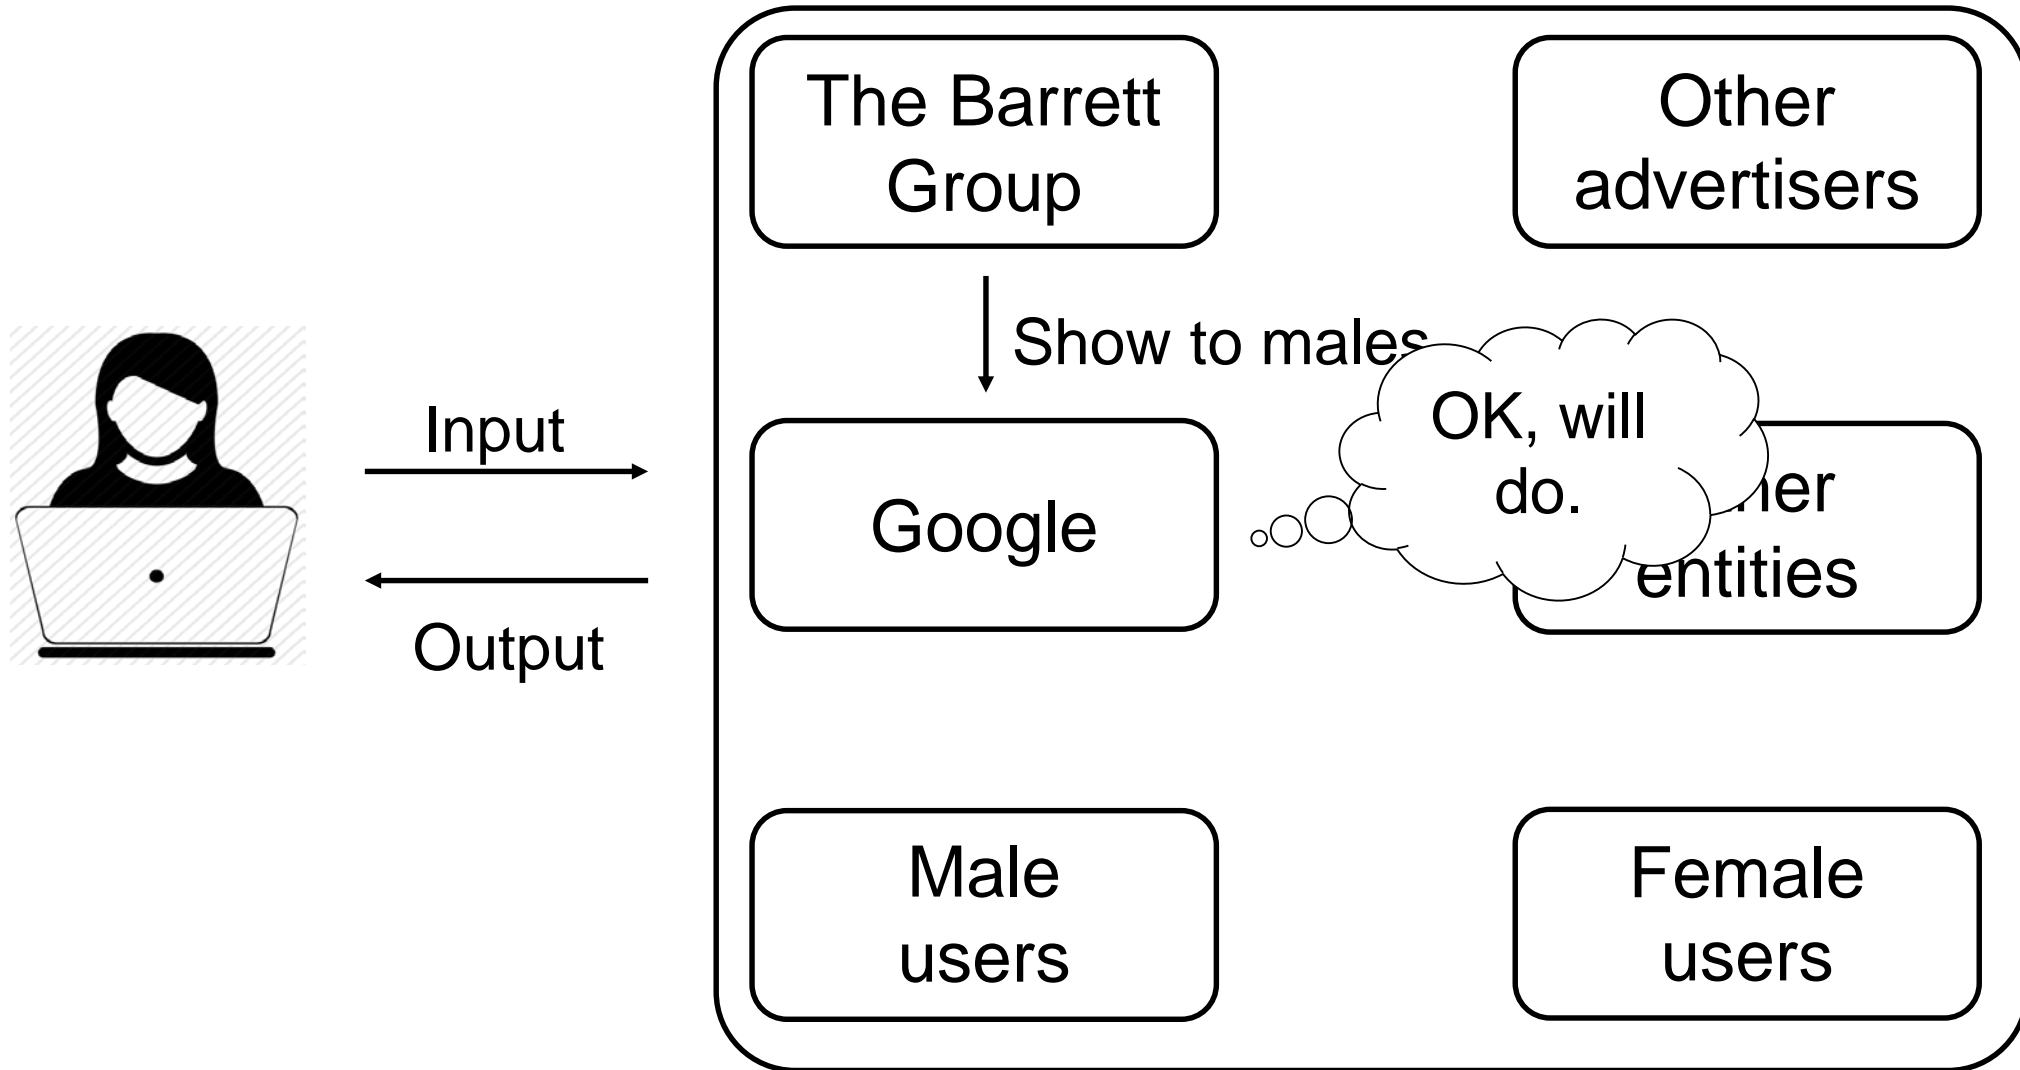 The Barrett
Group
Other
advertisers
Show to males
Input
Output
Google
OK, will
do.
entities
Male
users
Female
users